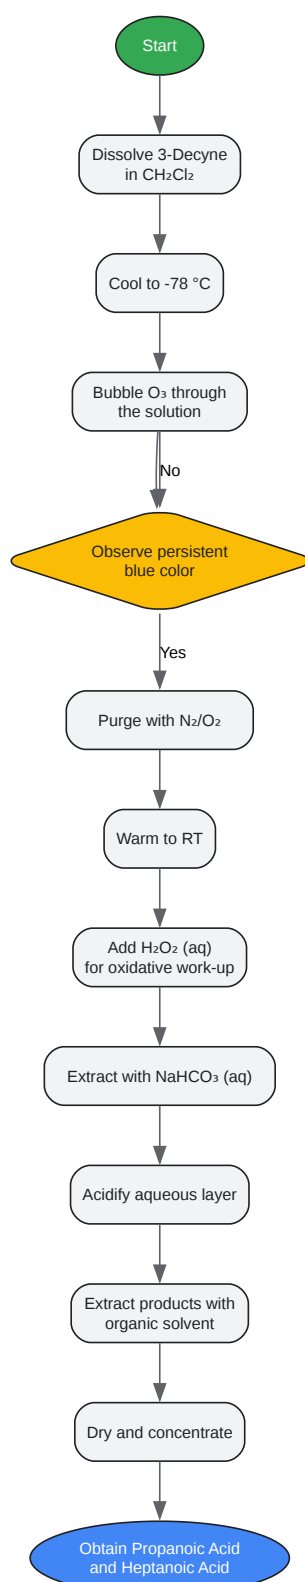 Start
Dissolve 3-Decyne
in CH₂Cl₂
Cool to -78 °C
Bubble O₃ through
the solution
No
Observe persistent
blue color
Yes
Purge with N₂/O₂
Warm to RT
Add H₂O₂ (aq)
for oxidative work-up
Extract with NaHCO₃ (aq)
Acidify aqueous layer
Extract products with
organic solvent
Dry and concentrate
Obtain Propanoic Acid
and Heptanoic Acid